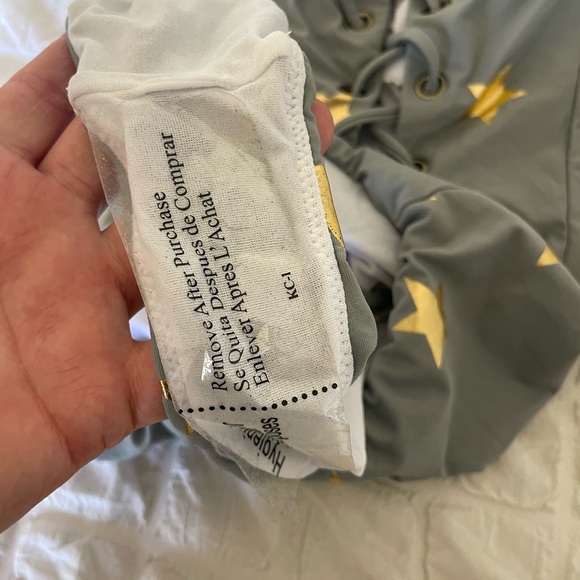 Remove After Purchase
Se Quita Despues de Comprar
Enlever Apres L'Achat
KC-1